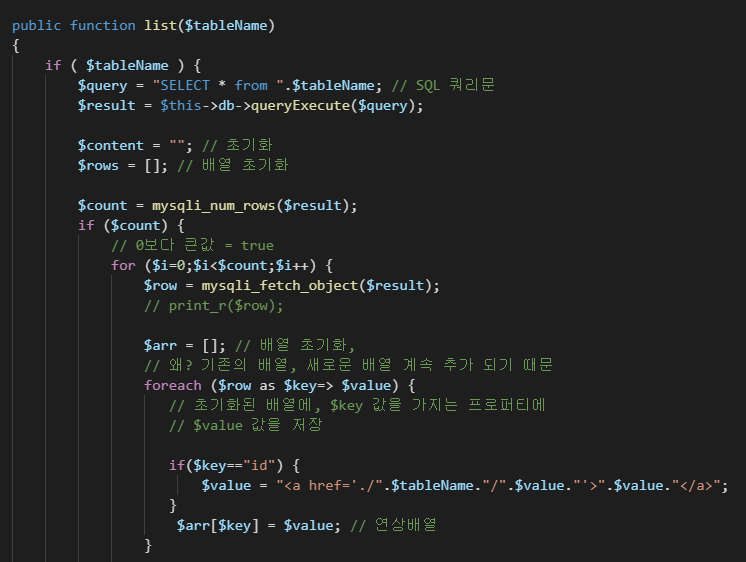 public function list($tableName)
{
    if ( $tableName ) {
        $query = "SELECT * from ".$tableName; // SQL 쿼리문
        $result = $this->db->queryExecute($query);

        $content = ""; // 초기화
        $rows = []; // 배열 초기화

        $count = mysqli_num_rows($result);
        if ($count) {
            // 0보다 큰값 = true
            for ($i=0;$i<$count;$i++) {
                $row = mysqli_fetch_object($result);
                // print_r($row);

                $arr = []; // 배열 초기화,
                // 왜? 기존의 배열, 새로운 배열 계속 추가 되기 때문
                foreach ($row as $key=> $value) {
                   // 초기화된 배열에, $key 값을 가지는 프로퍼티에
                   // $value 값을 저장

                   if($key=="id") {
                       $value = "<a href='./".$tableName."/".$value."'>".$value."</a>";
                   }
                    $arr[$key] = $value; // 연상배열
                }